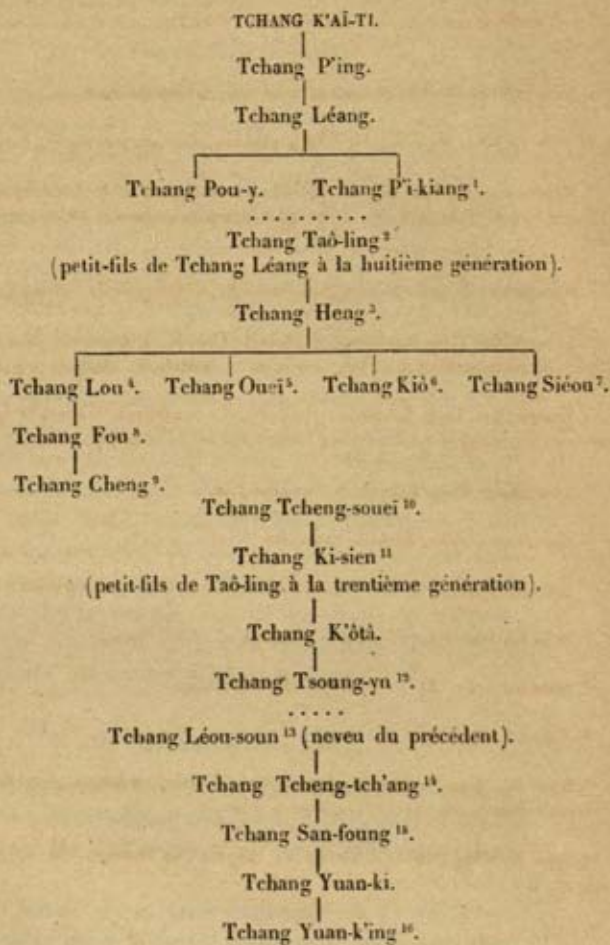 TCHANG K'AÏ-TI.
Tchang P'ing.
Tchang Léang.
Tchang Pou-y. Tchang P'i-kiang ¹.
. . . . . . . . . .
Tchang Taô-ling ²
(petit-fils de Tchang Léang à la huitième génération).
Tchang Heng ³.
Tchang Lou ⁴. Tchang Oueï ⁵. Tchang Kiô ⁶. Tchang Siéou ⁷.
Tchang Fou ⁸.
Tchang Cheng ⁹.
Tchang Tcheng-soueï ¹⁰.
Tchang Ki-sien ¹¹
(petit-fils de Taô-ling à la trentième génération).
Tchang K'ôtà.
Tchang Tsoung-yn ¹².
. . . . .
Tchang Léou-soun ¹³ (neveu du précédent).
Tchang Tcheng-tch'ang ¹⁴.
Tchang San-foung ¹⁵.
Tchang Yuan-ki.
Tchang Yuan-k'ing ¹⁶.